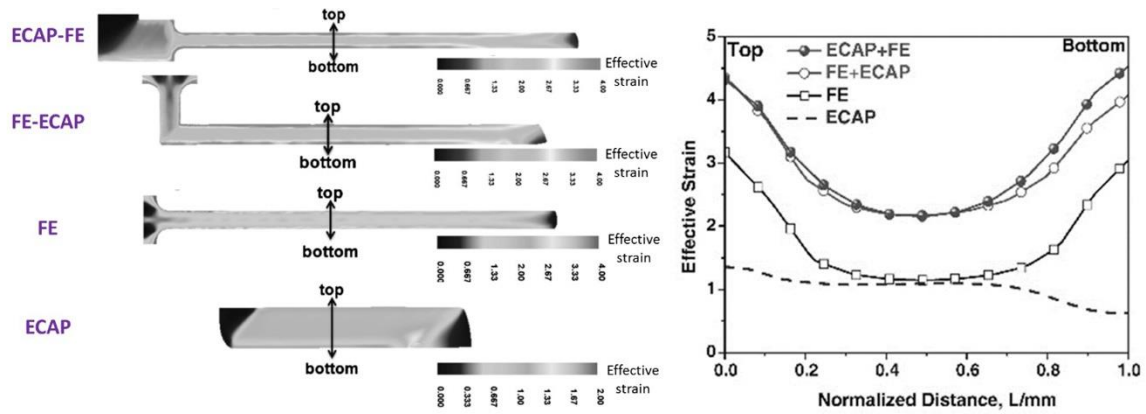 ECAP-FE
top
bottom
Effective
strain
0.000
0.667
1.33
2.00
2.67
3.33
4.00
FE-ECAP
top
bottom
Effective
strain
0.000
0.667
1.33
2.00
2.67
3.33
4.00
FE
top
bottom
Effective
strain
0.000
0.667
1.33
2.00
2.67
3.33
4.00
ECAP
top
bottom
Effective
strain
0.000
0.333
0.667
1.00
1.33
1.67
2.00
Top
Bottom
ECAP+FE
FE+ECAP
FE
ECAP
Effective Strain
5
4
3
2
1
0
0.0 0.2 0.4 0.6 0.8 1.0
Normalized Distance, L/mm